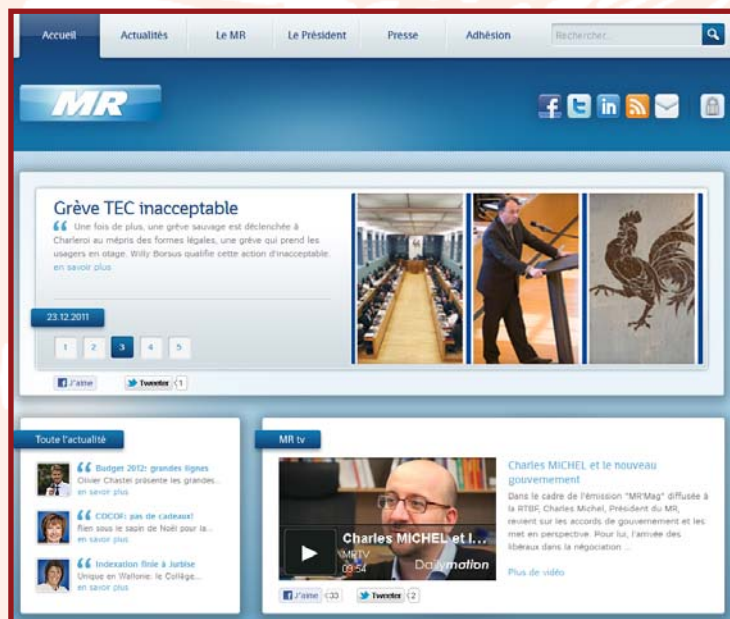 Accueil Actualités Le MR Le Président Presse Adhésion Rechercher...
MR
Grève TEC inacceptable
Une fois de plus, une grève sauvage est déclenchée à
Charleroi au mépris des formes légales, une grève qui prend les
usagers en otage. Willy Borsus qualifie cette action d'inacceptable.
en savoir plus
23.12.2011
1 2 3 4 5
J'aime Tweeter 1
Toute l'actualité
Budget 2012: grandes lignes
Olivier Chastel présente les grandes...
en savoir plus
COCOF: pas de cadeaux!
Rien sous le sapin de Noël pour la...
en savoir plus
Indexation finie à Jurbise
Unique en Wallonie: le Collège...
en savoir plus
MR tv
Charles MICHEL et l...
MRTV
09:54
Dailymotion
J'aime 33 Tweeter 2
Charles MICHEL et le nouveau
gouvernement
Dans le cadre de l'émission "MR'Mag" diffusée à
la RTBF, Charles Michel, Président du MR,
revient sur les accords de gouvernement et les
met en perspective. Pour lui, l'arrivée des
libéraux dans la négociation ...
Plus de vidéo